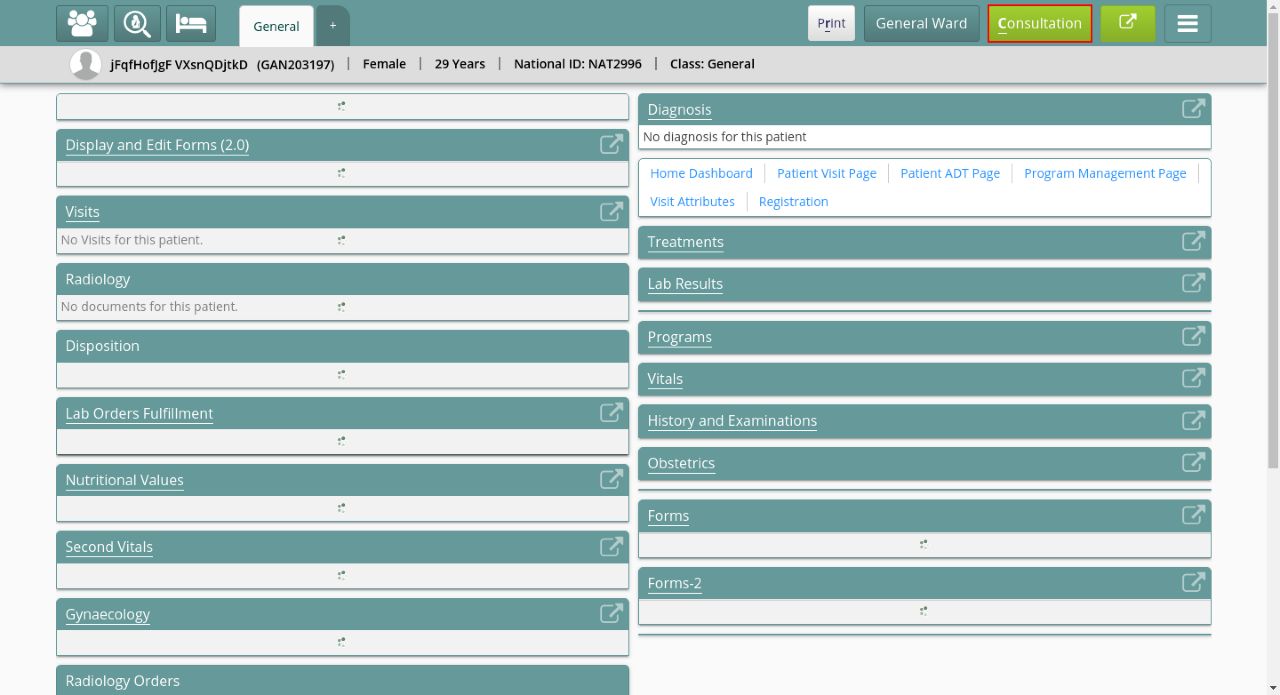 General
+
Print
General Ward
Consultation
jFqfHofJgF VXsnQDjtkD (GAN203197) | Female | 29 Years | National ID: NAT2996 | Class: General
Display and Edit Forms (2.0)
Visits
No Visits for this patient.
Radiology
No documents for this patient.
Disposition
Lab Orders Fulfillment
Nutritional Values
Second Vitals
Gynaecology
Radiology Orders
Diagnosis
No diagnosis for this patient
Home Dashboard | Patient Visit Page | Patient ADT Page | Program Management Page |
Visit Attributes | Registration
Treatments
Lab Results
Programs
Vitals
History and Examinations
Obstetrics
Forms
Forms-2